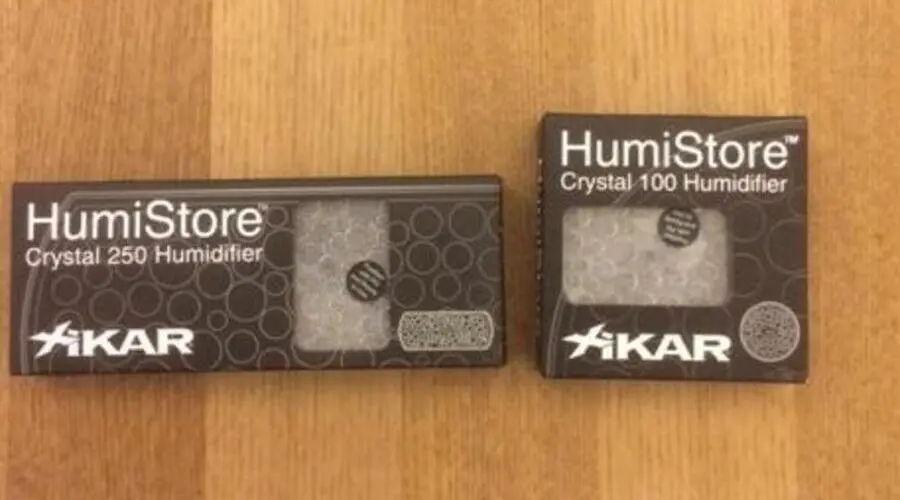 HumiStore™
Crystal 250 Humidifier
XIKAR
HumiStore™
Crystal 100 Humidifier
XIKAR